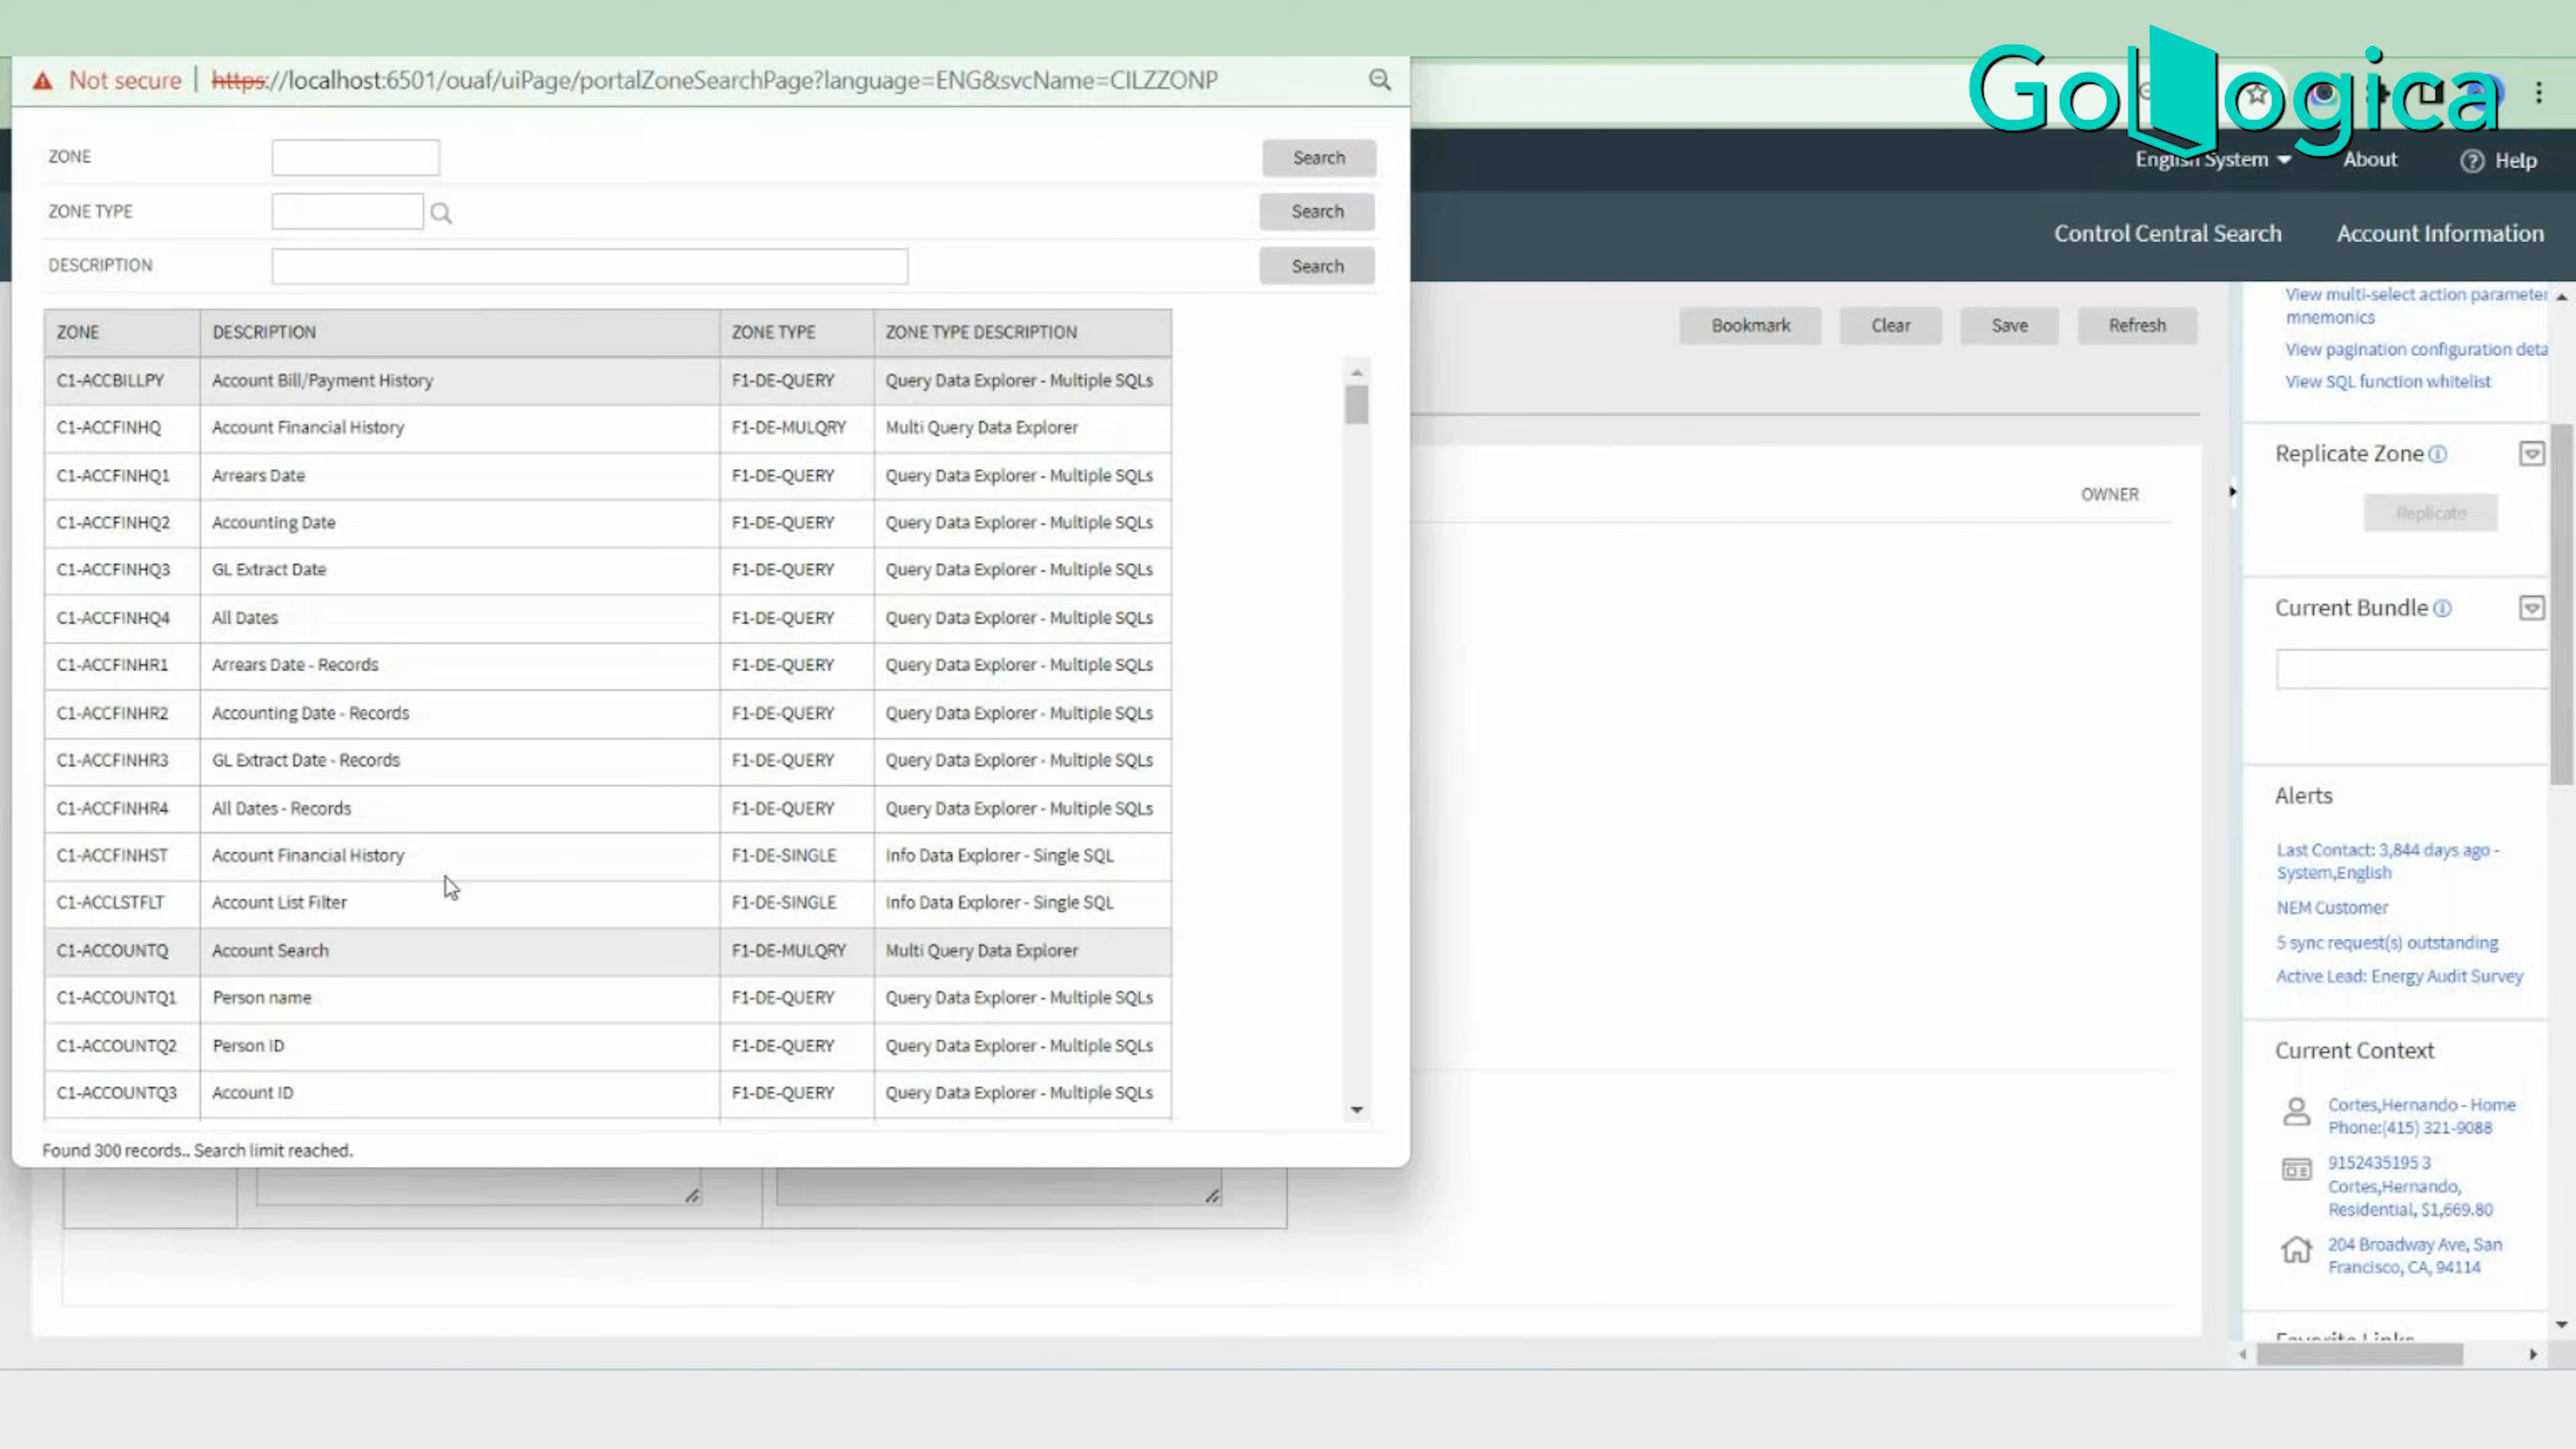 GoLogica
Not secure
https://localhost:6501/ouaf/uiPage/portalZoneSearchPage?language=ENG&svcName=CILZZONP
English System
About
Help
Control Central Search
Account Information
ZONE
Search
ZONE TYPE
Search
DESCRIPTION
Search
ZONE DESCRIPTION ZONE TYPE ZONE TYPE DESCRIPTION
C1-ACCBILLPY Account Bill/Payment History F1-DE-QUERY Query Data Explorer - Multiple SQLs
C1-ACCFINHQ Account Financial History F1-DE-MULQRY Multi Query Data Explorer
C1-ACCFINHQ1 Arrears Date F1-DE-QUERY Query Data Explorer - Multiple SQLs
C1-ACCFINHQ2 Accounting Date F1-DE-QUERY Query Data Explorer - Multiple SQLs
C1-ACCFINHQ3 GL Extract Date F1-DE-QUERY Query Data Explorer - Multiple SQLs
C1-ACCFINHQ4 All Dates F1-DE-QUERY Query Data Explorer - Multiple SQLs
C1-ACCFINHR1 Arrears Date - Records F1-DE-QUERY Query Data Explorer - Multiple SQLs
C1-ACCFINHR2 Accounting Date - Records F1-DE-QUERY Query Data Explorer - Multiple SQLs
C1-ACCFINHR3 GL Extract Date - Records F1-DE-QUERY Query Data Explorer - Multiple SQLs
C1-ACCFINHR4 All Dates - Records F1-DE-QUERY Query Data Explorer - Multiple SQLs
C1-ACCFINHST Account Financial History F1-DE-SINGLE Info Data Explorer - Single SQL
C1-ACCLSTFLT Account List Filter F1-DE-SINGLE Info Data Explorer - Single SQL
C1-ACCOUNTQ Account Search F1-DE-MULQRY Multi Query Data Explorer
C1-ACCOUNTQ1 Person name F1-DE-QUERY Query Data Explorer - Multiple SQLs
C1-ACCOUNTQ2 Person ID F1-DE-QUERY Query Data Explorer - Multiple SQLs
C1-ACCOUNTQ3 Account ID F1-DE-QUERY Query Data Explorer - Multiple SQLs
Found 300 records.. Search limit reached.
Bookmark
Clear
Save
Refresh
OWNER
View multi-select action parameter
mnemonics
View pagination configuration deta
View SQL function whitelist
Replicate Zone
Replicate
Current Bundle
Alerts
Last Contact: 3,844 days ago -
System,English
NEM Customer
5 sync request(s) outstanding
Active Lead: Energy Audit Survey
Current Context
Cortes,Hernando - Home
Phone:(415) 321-9088
9152435195 3
Cortes,Hernando,
Residential, $1,669.80
204 Broadway Ave, San
Francisco, CA, 94114
Favorite Links